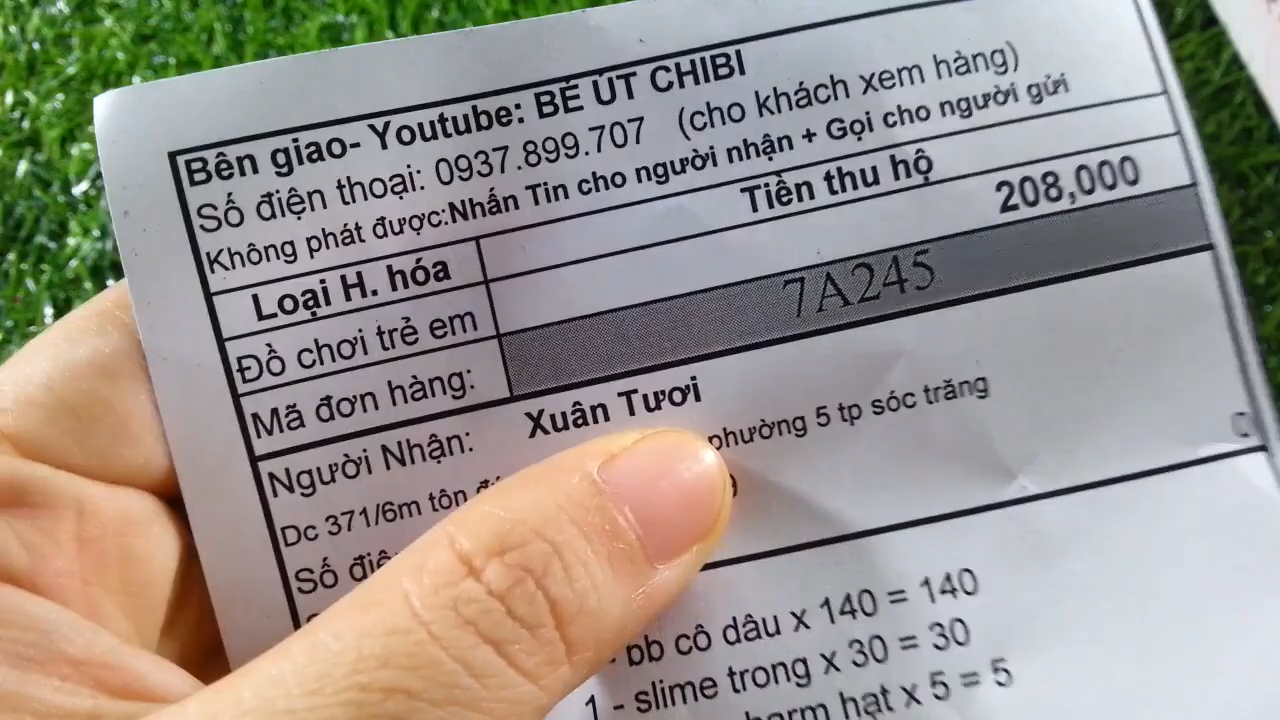 Bên giao- Youtube: BÉ ÚT CHIBI
Số điện thoại: 0937.899.707 (cho khách xem hàng)
Không phát được:Nhấn Tin cho người nhận + Gọi cho người gửi
Loại H. hóa Tiền thu hộ
Đồ chơi trẻ em 208,000
Mã đơn hàng: 7A245
Người Nhận: Xuân Tươi
Dc 371/6m tôn phường 5 tp sóc trăng
Số
bb cô dâu x 140 = 140
1 - slime trong x 30 = 30
hạt x 5 = 5